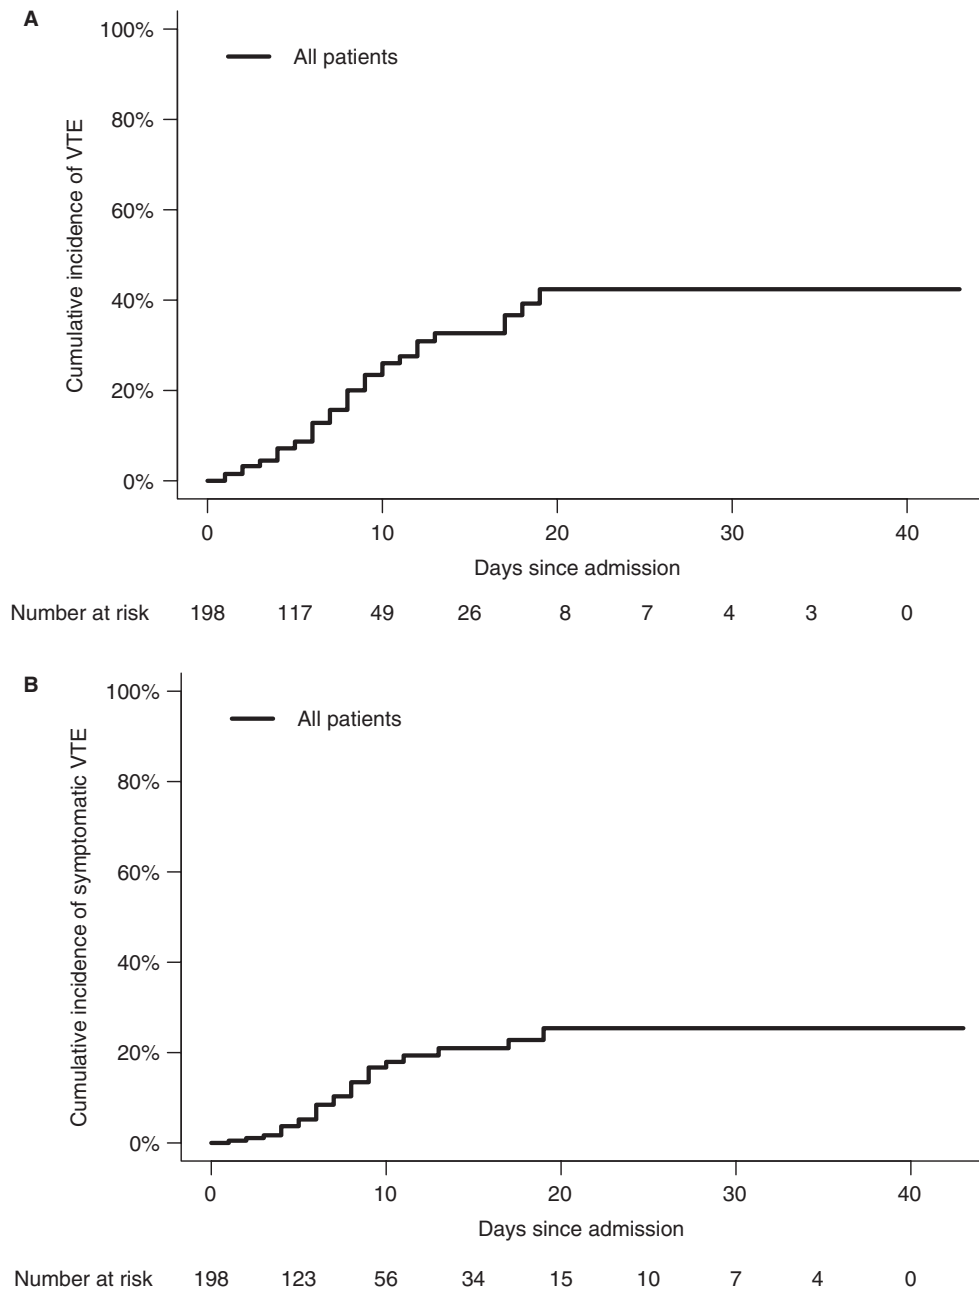 A
100%
All patients
80%
60%
40%
20%
0%
Cumulative incidence of VTE
0 10 20 30 40
Days since admission
Number at risk 198 117 49 26 8 7 4 3 0
B
100%
All patients
80%
60%
40%
20%
0%
Cumulative incidence of symptomatic VTE
0 10 20 30 40
Days since admission
Number at risk 198 123 56 34 15 10 7 4 0